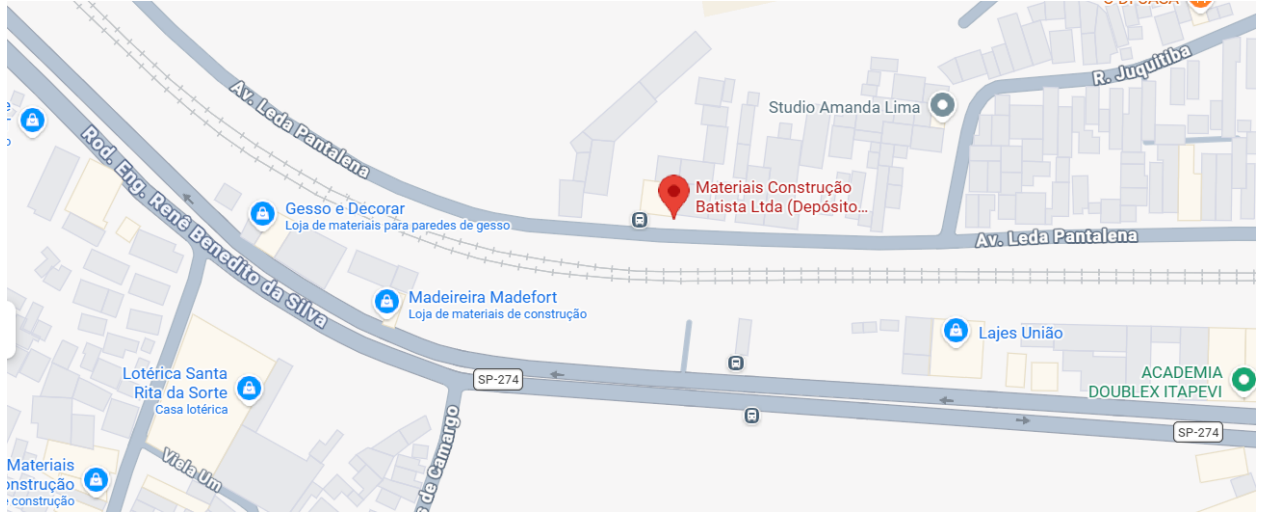 Av. Leda Pantalena
Studio Amanda Lima
R. Juquitiba
Rod. Eng. Renê Benedito da Silva
Materiais Construção
Batista Ltda (Depósito...
Gesso e Decorar
Loja de materiais para paredes de gesso
Av. Leda Pantalena
Madeireira Madefort
Loja de materiais de construção
Lajes União
Lotérica Santa
Rita da Sorte
Casa lotérica
SP-274
ACADEMIA
DOUBLEX ITAPEVI
SP-274
de Camargo
Viela Um
Materiais
onstrução
construção